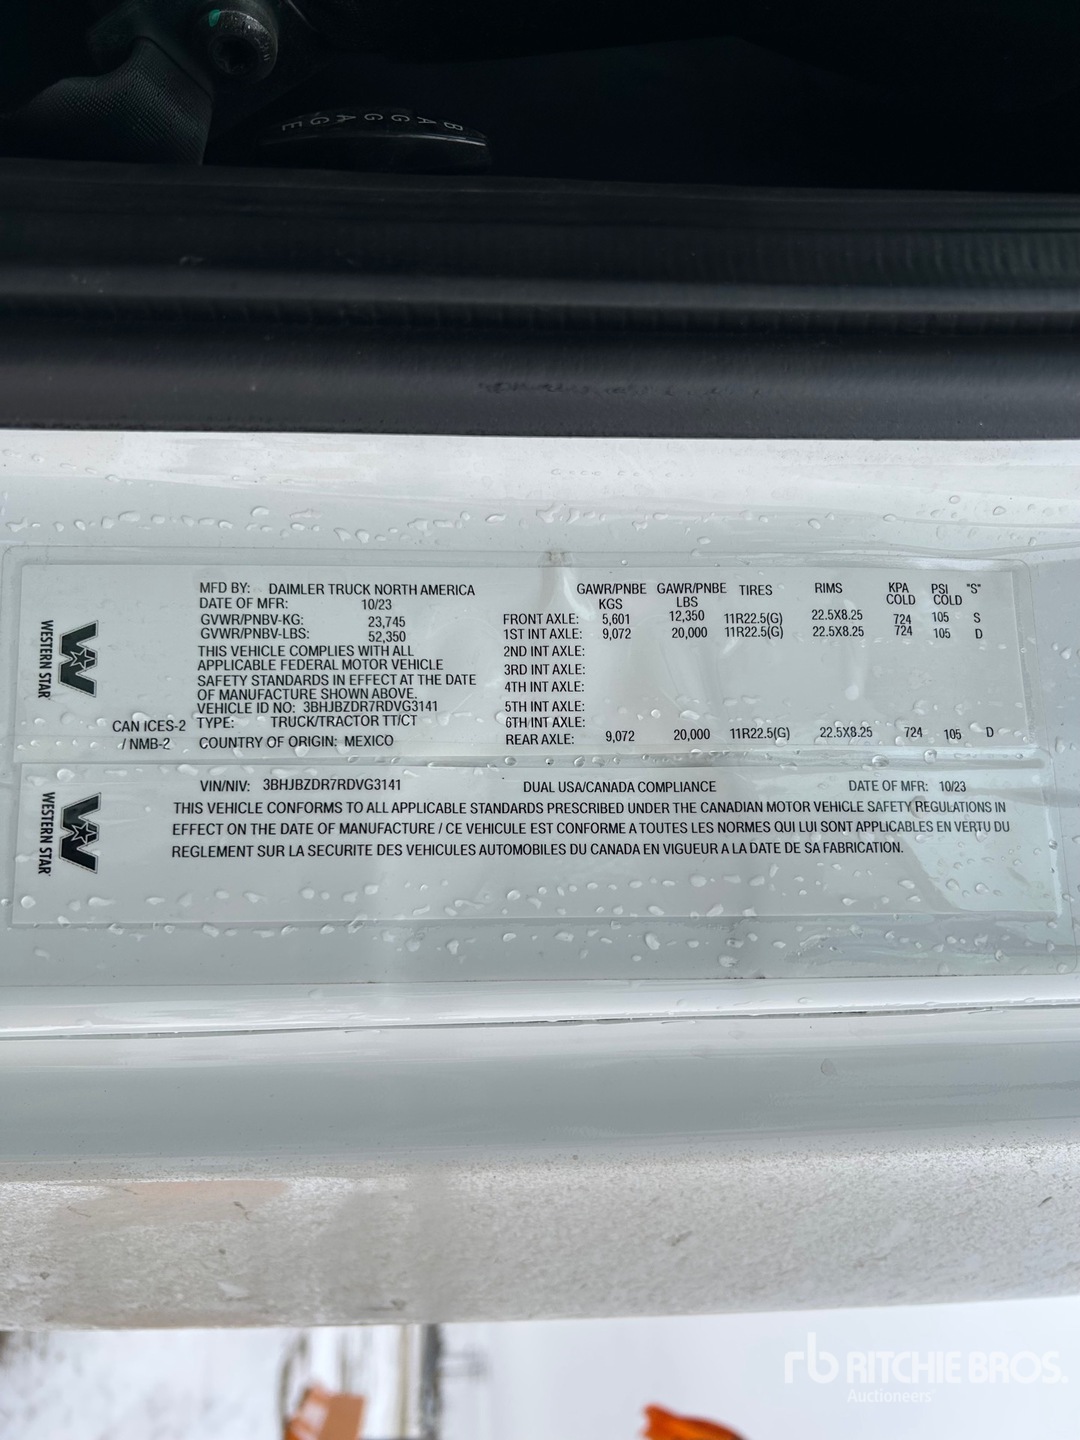 BAGGAGE
WESTERN STAR
MFD BY: DAIMLER TRUCK NORTH AMERICA
DATE OF MFR: 10/23
GVWR/PNBV-KG: 23,745
GVWR/PNBV-LBS: 52,350
THIS VEHICLE COMPLIES WITH ALL
APPLICABLE FEDERAL MOTOR VEHICLE
SAFETY STANDARDS IN EFFECT AT THE DATE
OF MANUFACTURE SHOWN ABOVE.
VEHICLE ID NO: 3BHJBZDR7RDVG3141
CAN ICES-2 TYPE: TRUCK/TRACTOR TT/CT
/ NMB-2 COUNTRY OF ORIGIN: MEXICO
GAWR/PNBE GAWR/PNBE TIRES RIMS KPA PSI "S"
KGS LBS COLD COLD
FRONT AXLE: 5,601 12,350 11R22.5(G) 22.5X8.25 724 105 S
1ST INT AXLE: 9,072 20,000 11R22.5(G) 22.5X8.25 724 105 D
2ND INT AXLE:
3RD INT AXLE:
4TH INT AXLE:
5TH INT AXLE:
6TH INT AXLE:
REAR AXLE: 9,072 20,000 11R22.5(G) 22.5X8.25 724 105 D
WESTERN STAR
VIN/NIV: 3BHJBZDR7RDVG3141 DUAL USA/CANADA COMPLIANCE DATE OF MFR: 10/23
THIS VEHICLE CONFORMS TO ALL APPLICABLE STANDARDS PRESCRIBED UNDER THE CANADIAN MOTOR VEHICLE SAFETY REGULATIONS IN
EFFECT ON THE DATE OF MANUFACTURE / CE VEHICULE EST CONFORME A TOUTES LES NORMES QUI LUI SONT APPLICABLES EN VERTU DU
REGLEMENT SUR LA SECURITE DES VEHICULES AUTOMOBILES DU CANADA EN VIGUEUR A LA DATE DE SA FABRICATION.
rb RITCHIE BROS.
Auctioneers